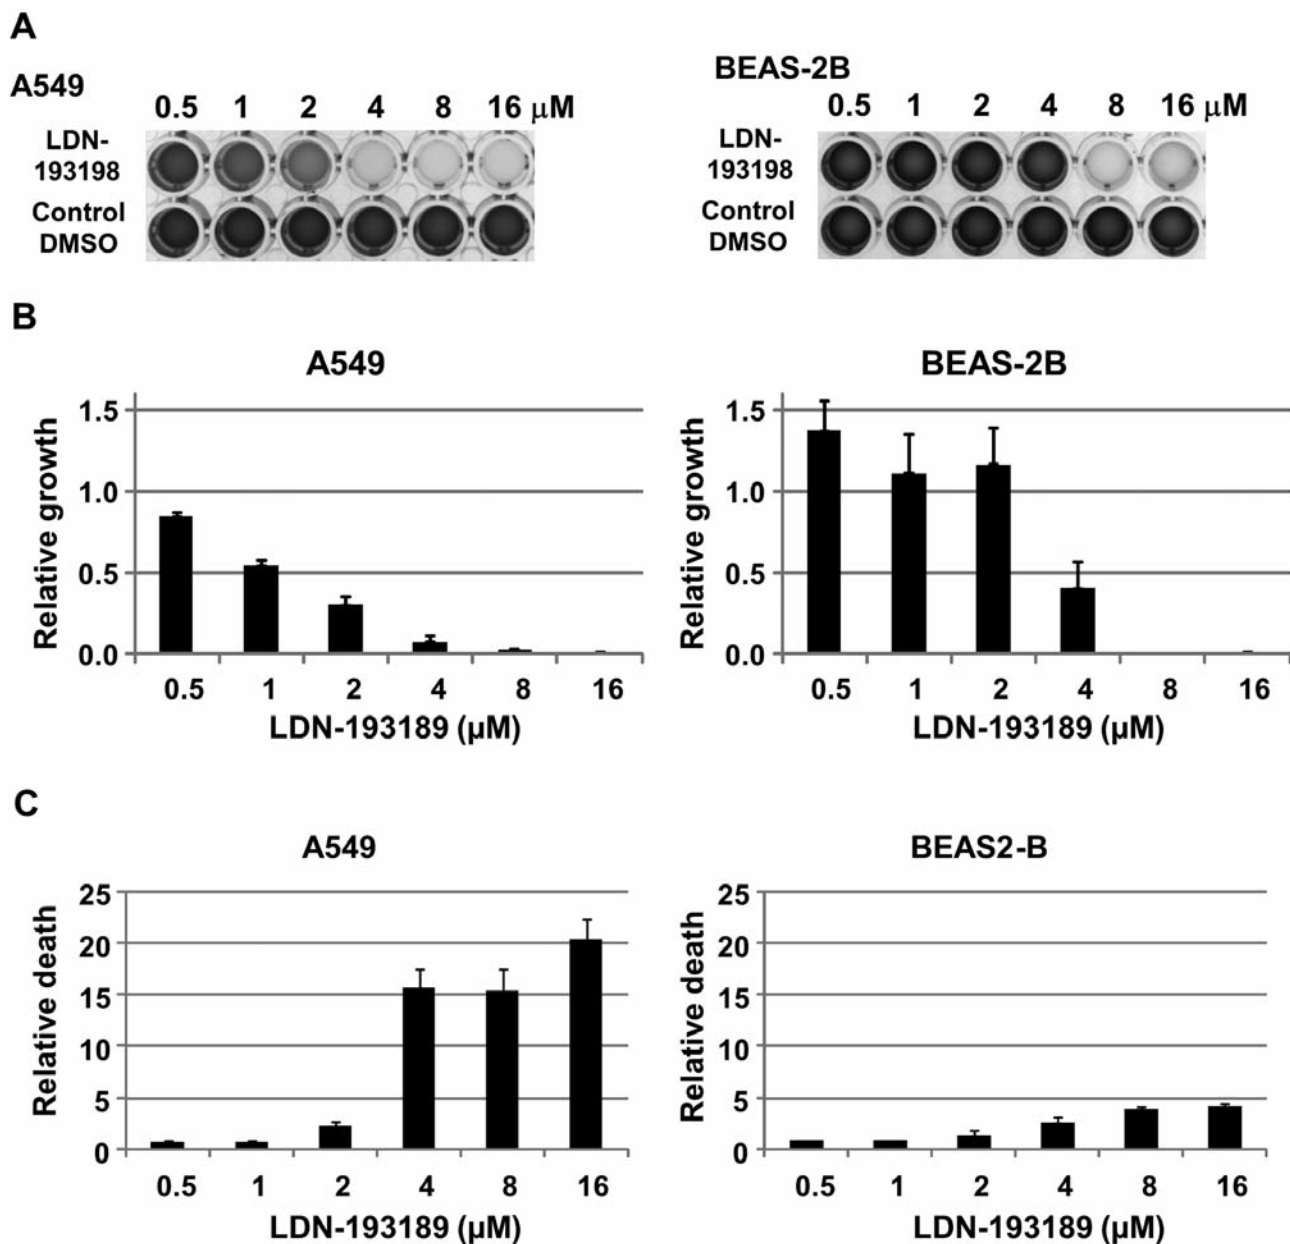 A
A549
0.5 1 2 4 8 16 μM
LDN-
193198
Control
DMSO
BEAS-2B
0.5 1 2 4 8 16 μM
LDN-
193198
Control
DMSO
B
A549
Relative growth
1.5
1.0
0.5
0.0
0.5 1 2 4 8 16
LDN-193189 (μM)
BEAS-2B
Relative growth
1.5
1.0
0.5
0.0
0.5 1 2 4 8 16
LDN-193189 (μM)
C
A549
Relative death
25
20
15
10
5
0
0.5 1 2 4 8 16
LDN-193189 (μM)
BEAS2-B
Relative death
25
20
15
10
5
0
0.5 1 2 4 8 16
LDN-193189 (μM)